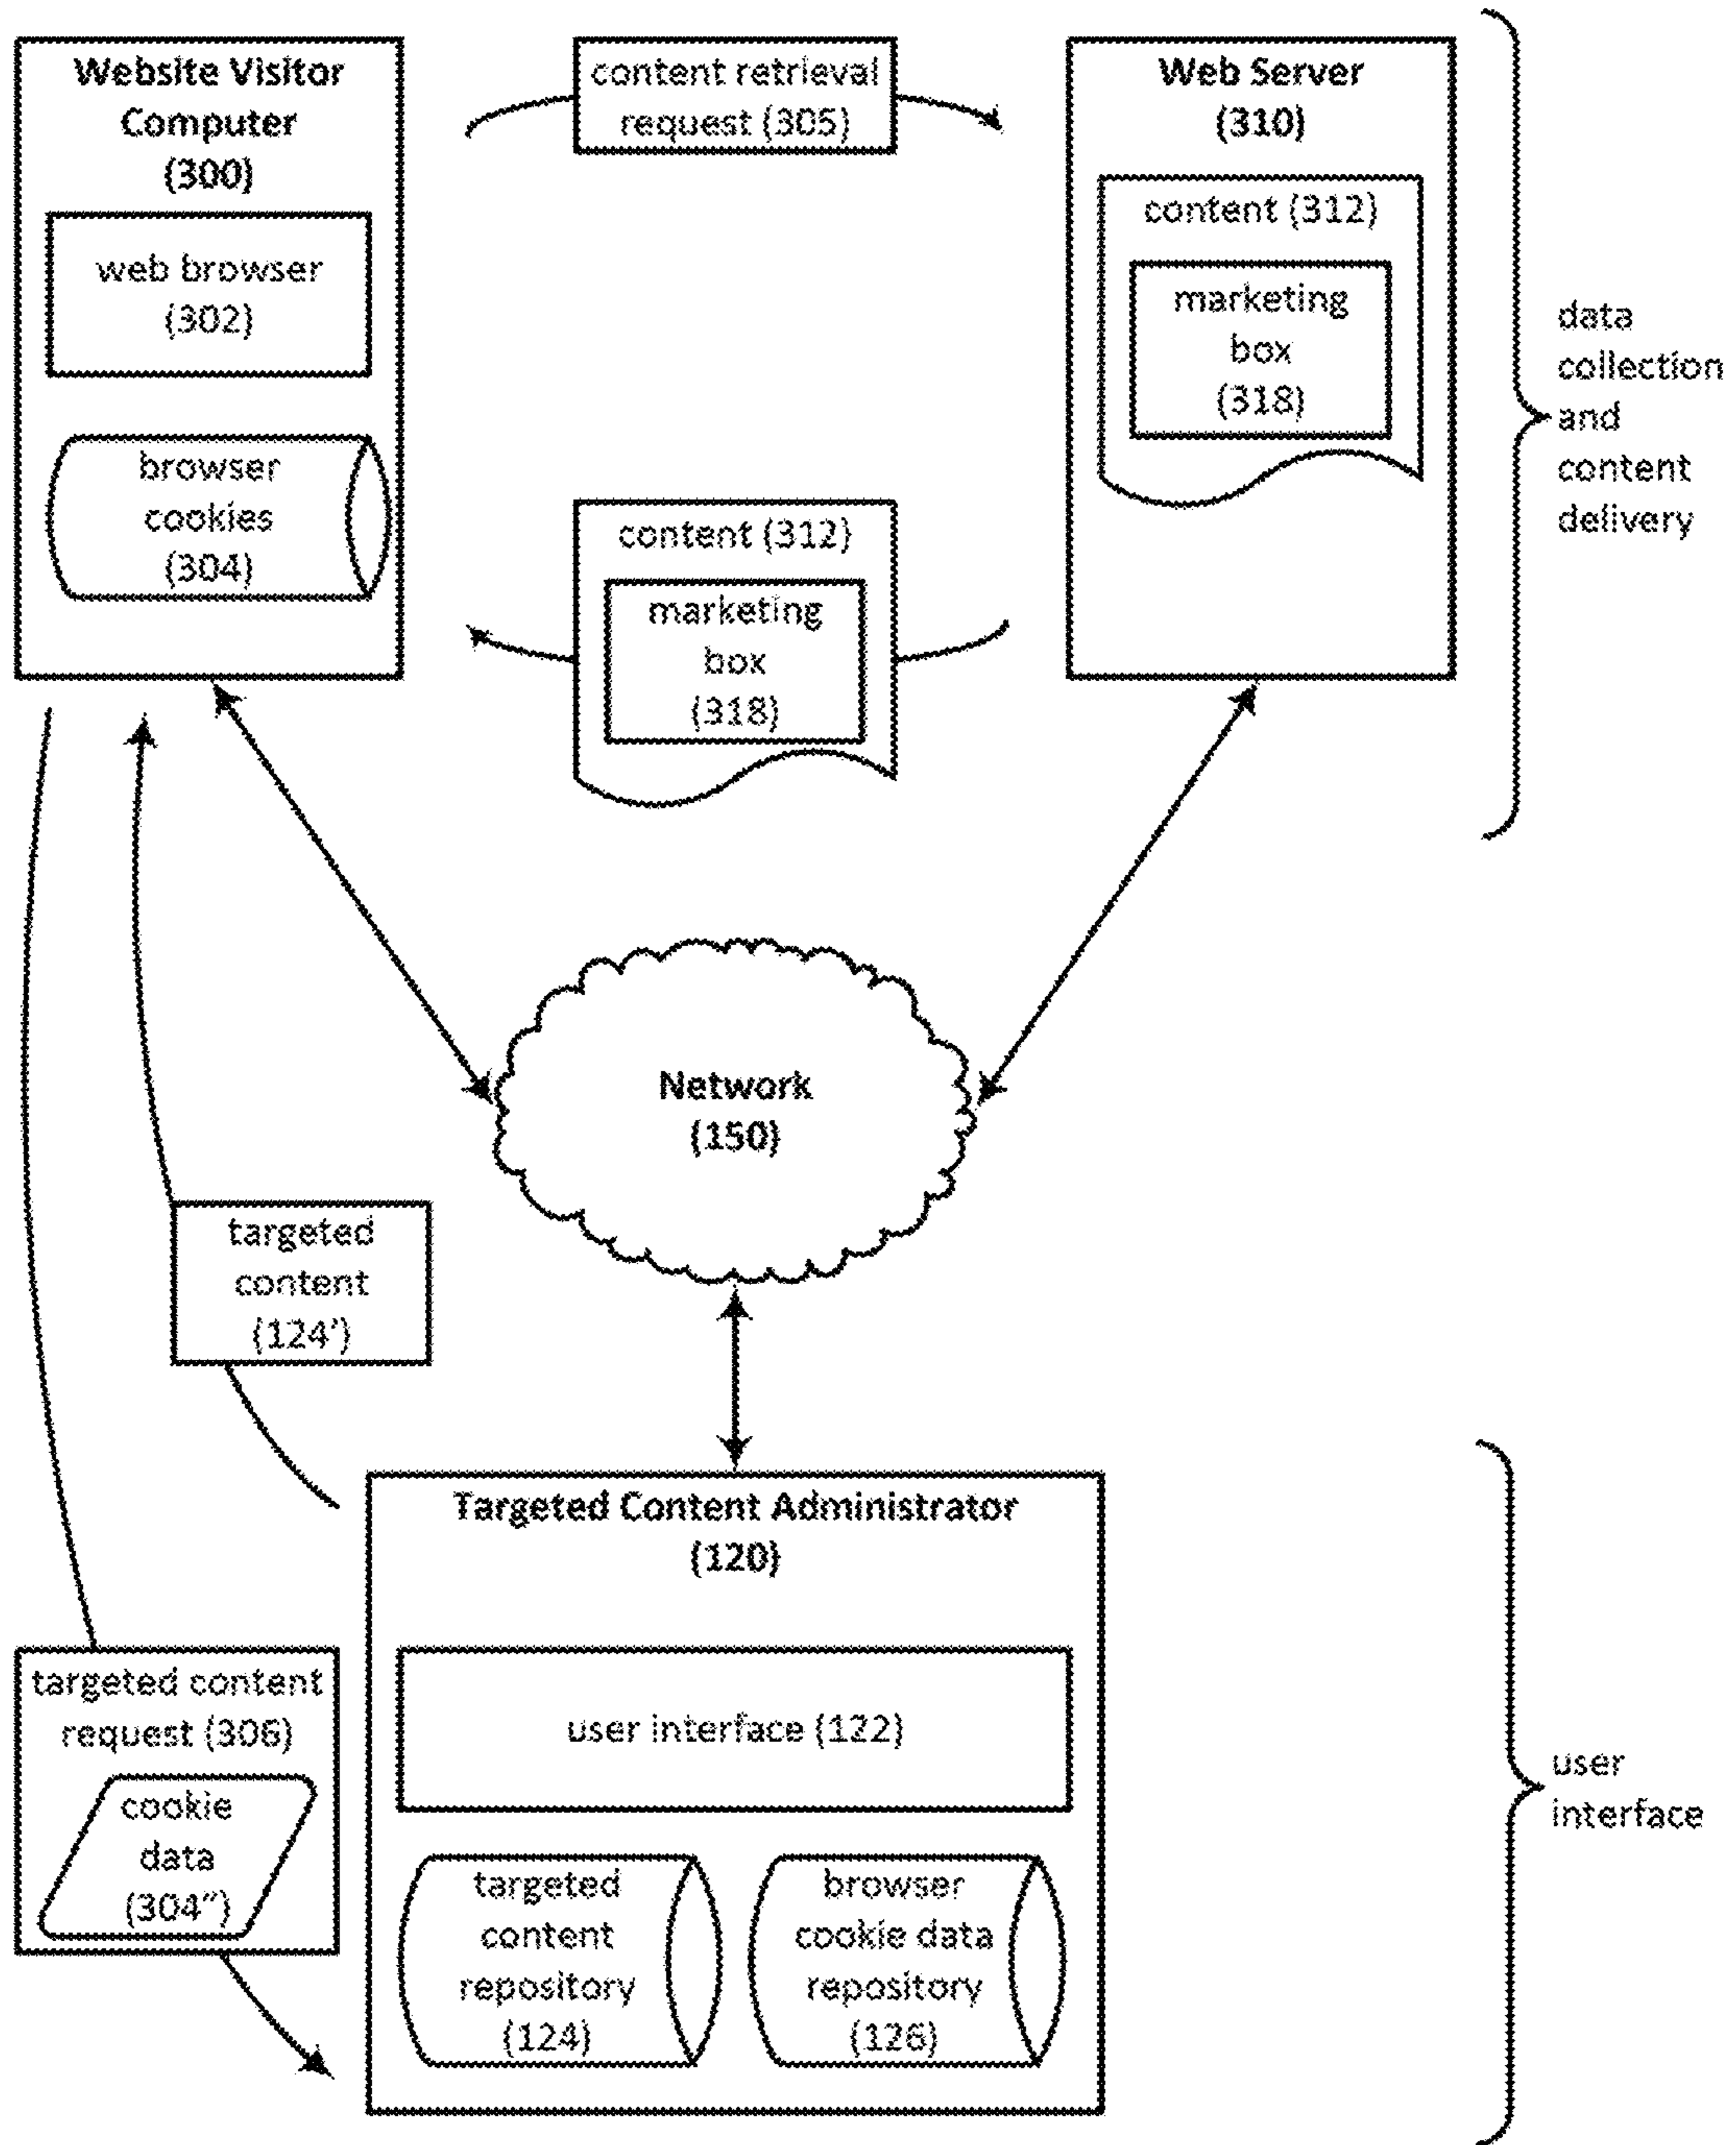 Website Visitor
Computer
(300)
web browser
(302)
browser
cookies
(304)
content retrieval
request (305)
Web Server
(310)
content (312)
marketing
box
(318)
content (312)
marketing
box
(318)
data
collection
and
content
delivery
Network
(150)
targeted
content
(124')
Targeted Content Administrator
(120)
user interface (122)
targeted
content
repository
(124)
browser
cookie data
repository
(126)
targeted content
request (306)
cookie
data
(304")
user
interface